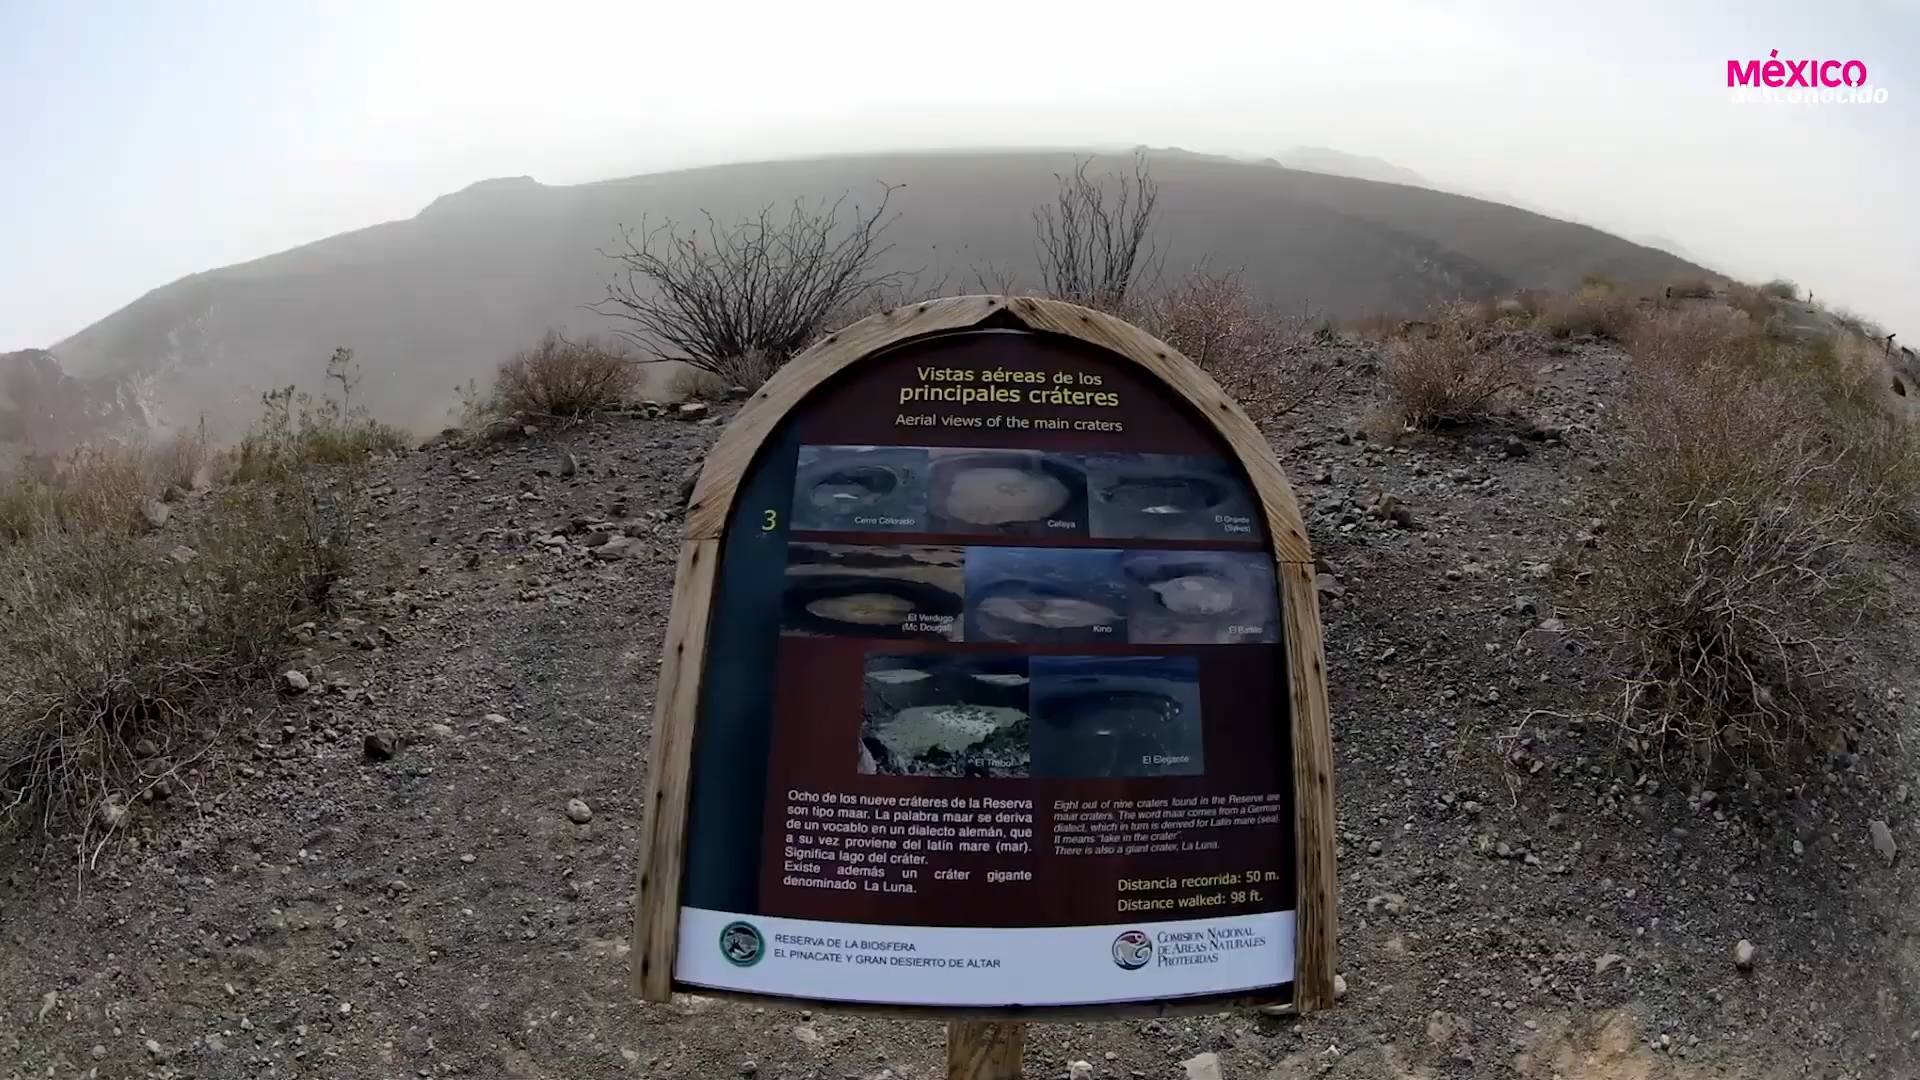 México
desconocido
Vistas aéreas de los
principales cráteres
Aerial views of the main craters
3
Cerro Colorado
Celaya
El Grande
(Sykes)
El Verdugo
(Mc Dougal)
Kino
El Badillo
El Trebol
El Elegante
Ocho de los nueve cráteres de la Reserva
son tipo maar. La palabra maar se deriva
de un vocablo en un dialecto alemán, que
a su vez proviene del latín mare (mar).
Significa lago del cráter.
Existe además un cráter gigante
denominado La Luna.
Eight out of nine craters found in the Reserve are
maar craters. The word maar comes from a German
dialect, which in turn is derived for Latin mare (sea).
It means "lake in the crater".
There is also a giant crater, La Luna.
Distancia recorrida: 50 m.
Distance walked: 98 ft.
RESERVA DE LA BIOSFERA
EL PINACATE Y GRAN DESIERTO DE ALTAR
COMISION NACIONAL
DE AREAS NATURALES
PROTEGIDAS